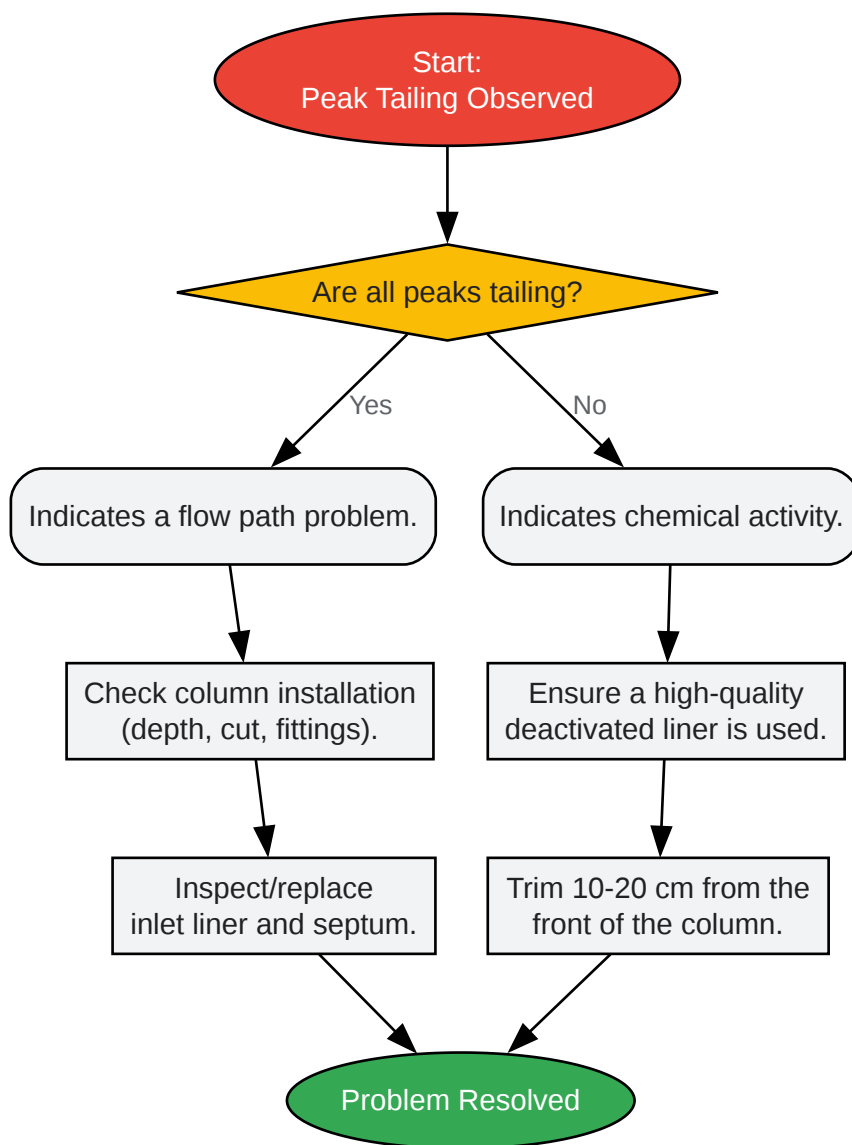 Start:
Peak Tailing Observed
Are all peaks tailing?
Yes
No
Indicates a flow path problem.
Indicates chemical activity.
Check column installation
(depth, cut, fittings).
Ensure a high-quality
deactivated liner is used.
Inspect/replace
inlet liner and septum.
Trim 10-20 cm from the
front of the column.
Problem Resolved